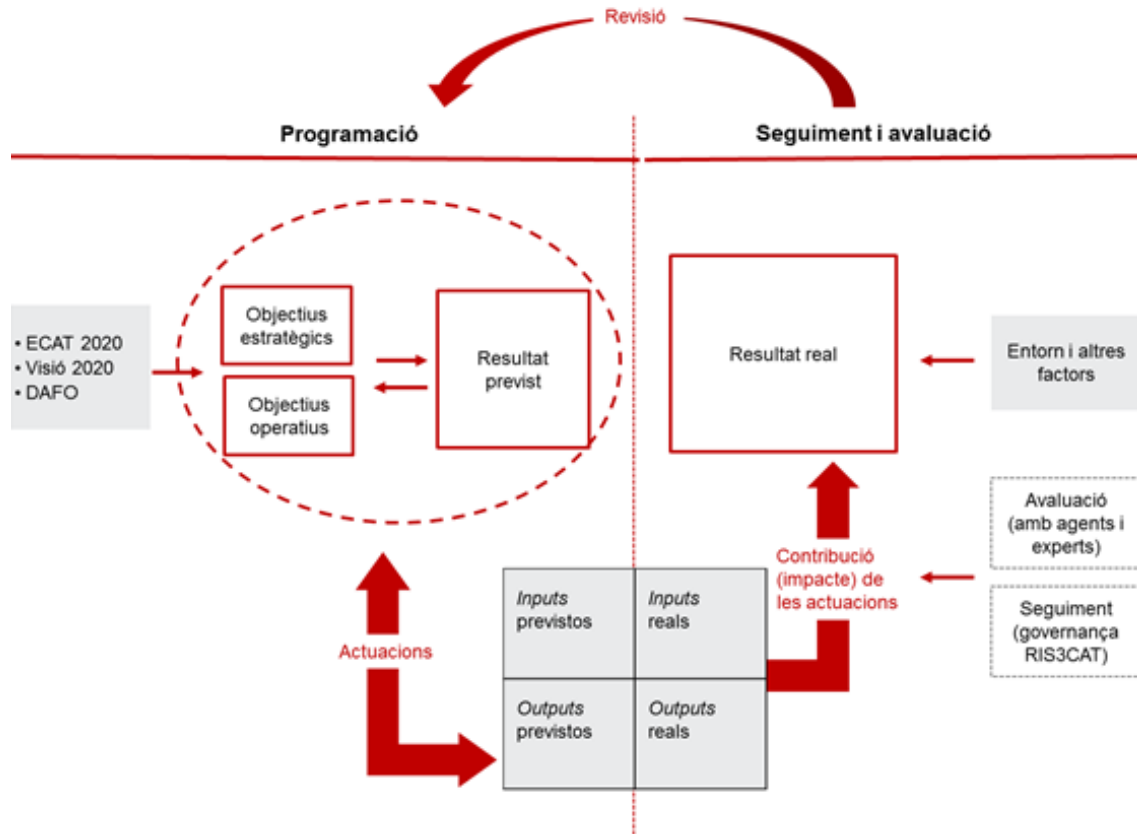 Revisió
Programació
Seguiment i avaluació
• ECAT 2020
• Visió 2020
• DAFO
Objectius
estratègics
Objectius
operatius
Resultat
previst
Resultat real
Entorn i altres
factors
Avaluació
(amb agents i
experts)
Seguiment
(governança
RIS3CAT)
Contribució
(impacte) de
les actuacions
Actuacions
Inputs
previstos
Inputs
reals
Outputs
previstos
Outputs
reals